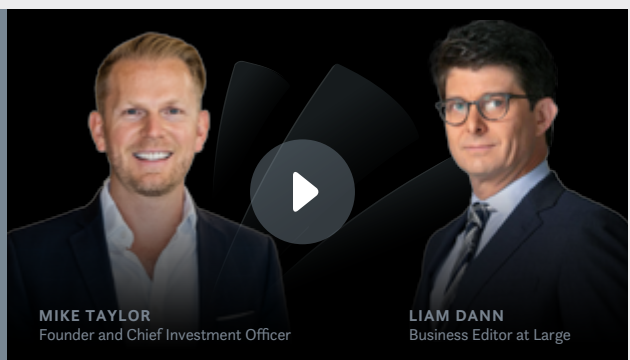 MIKE TAYLOR
Founder and Chief Investment Officer
LIAM DANN
Business Editor at Large